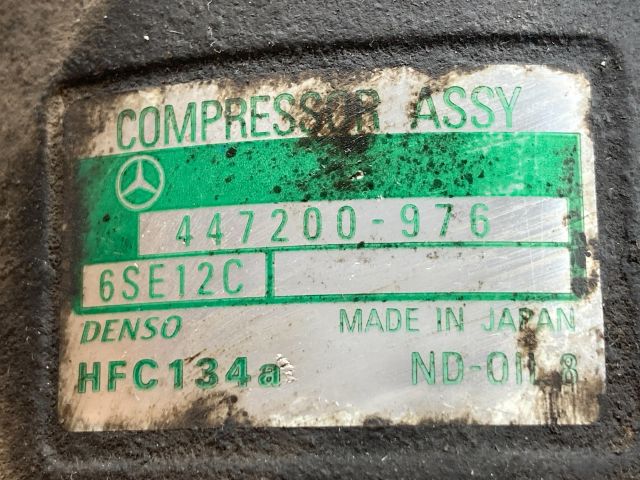 COMPRESSOR ASSY
447200-976
6SE12C
DENSO MADE IN JAPAN
HFC134a ND-OIL 8